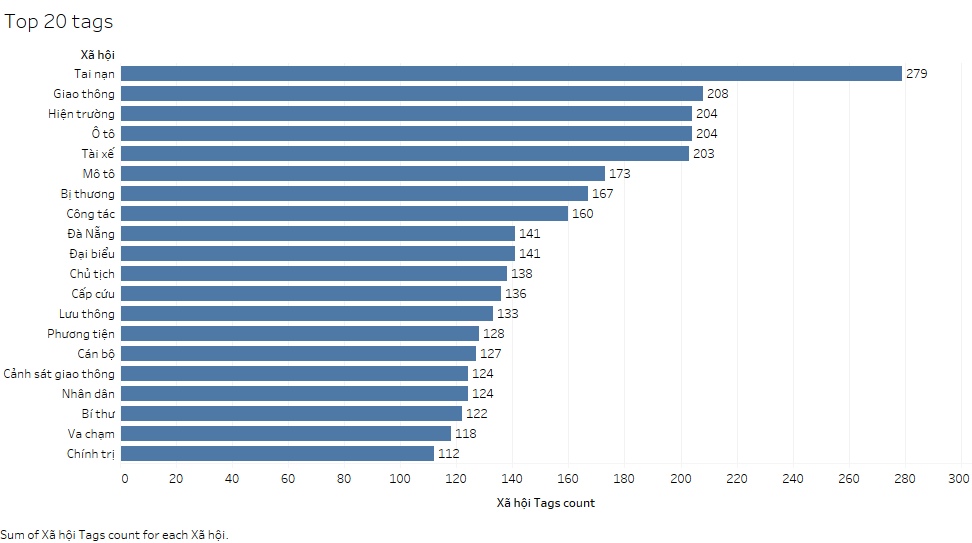 Top 20 tags
Xã hội
Tai nạn 279
Giao thông 208
Hiện trường 204
Ô tô 204
Tài xế 203
Mô tô 173
Bị thương 167
Công tác 160
Đà Nẵng 141
Đại biểu 141
Chủ tịch 138
Cấp cứu 136
Lưu thông 133
Phương tiện 128
Cán bộ 127
Cảnh sát giao thông 124
Nhân dân 124
Bí thư 122
Va chạm 118
Chính trị 112
0 20 40 60 80 100 120 140 160 180 200 220 240 260 280 300
Xã hội Tags count
Sum of Xã hội Tags count for each Xã hội.